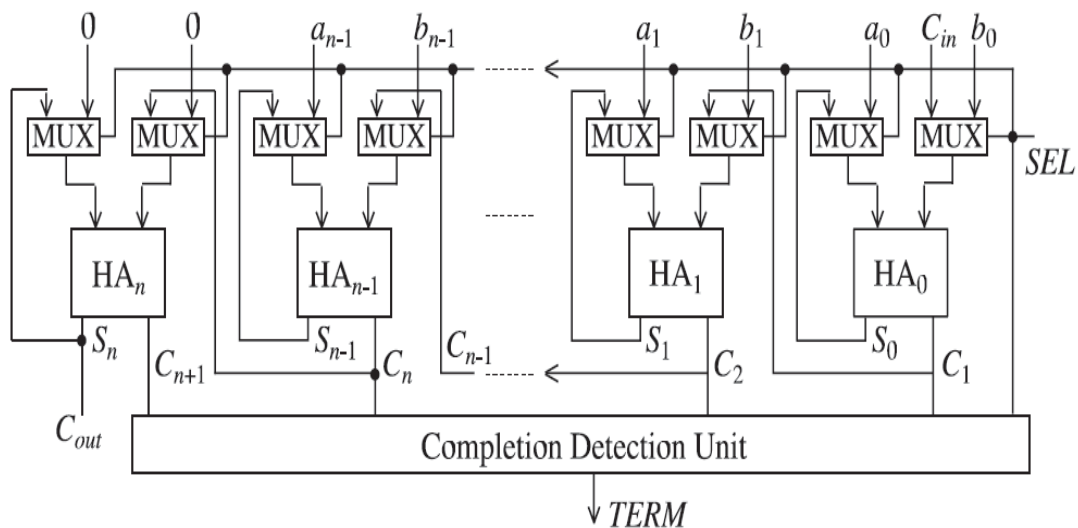 0 0 a_{n-1} b_{n-1} a_1 b_1 a_0 C_{in} b_0
MUX MUX MUX MUX MUX MUX MUX MUX
SEL
HA_n HA_{n-1} HA_1 HA_0
S_n S_{n-1} C_{n-1} S_1 S_0
C_{n+1} C_n C_2 C_1
C_{out}
Completion Detection Unit
TERM